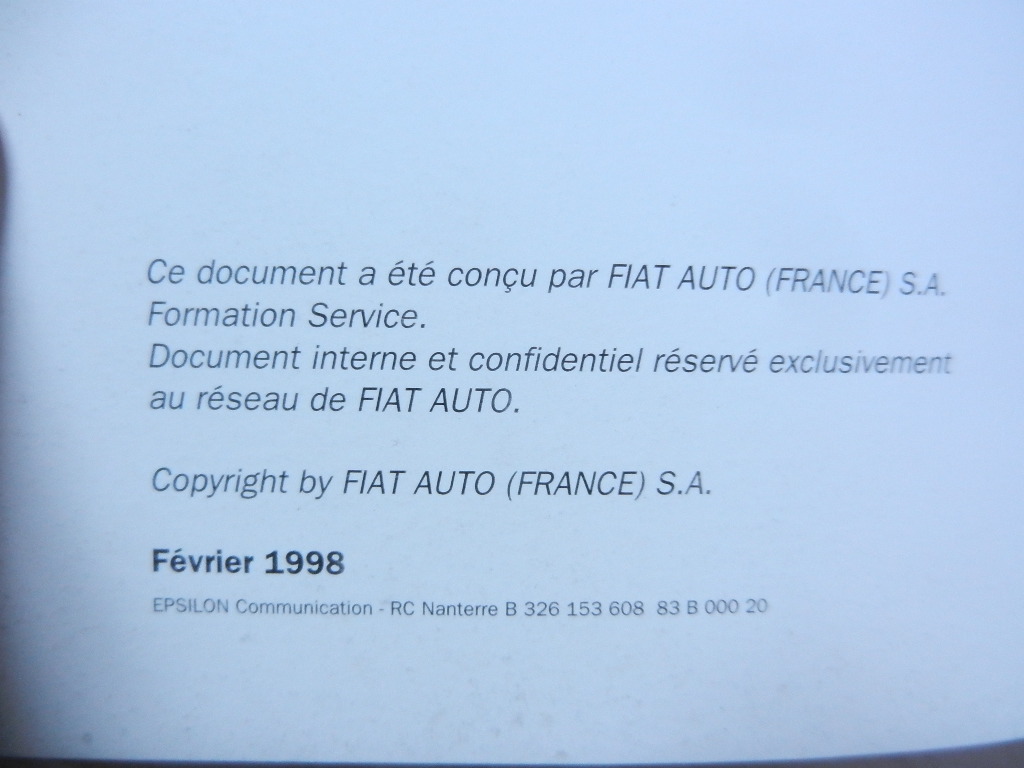 Ce document a été conçu par FIAT AUTO (FRANCE) S.A.
Formation Service.
Document interne et confidentiel réservé exclusivement
au réseau de FIAT AUTO.
Copyright by FIAT AUTO (FRANCE) S.A.
Février 1998
EPSILON Communication - RC Nanterre B 326 153 608 83 B 000 20